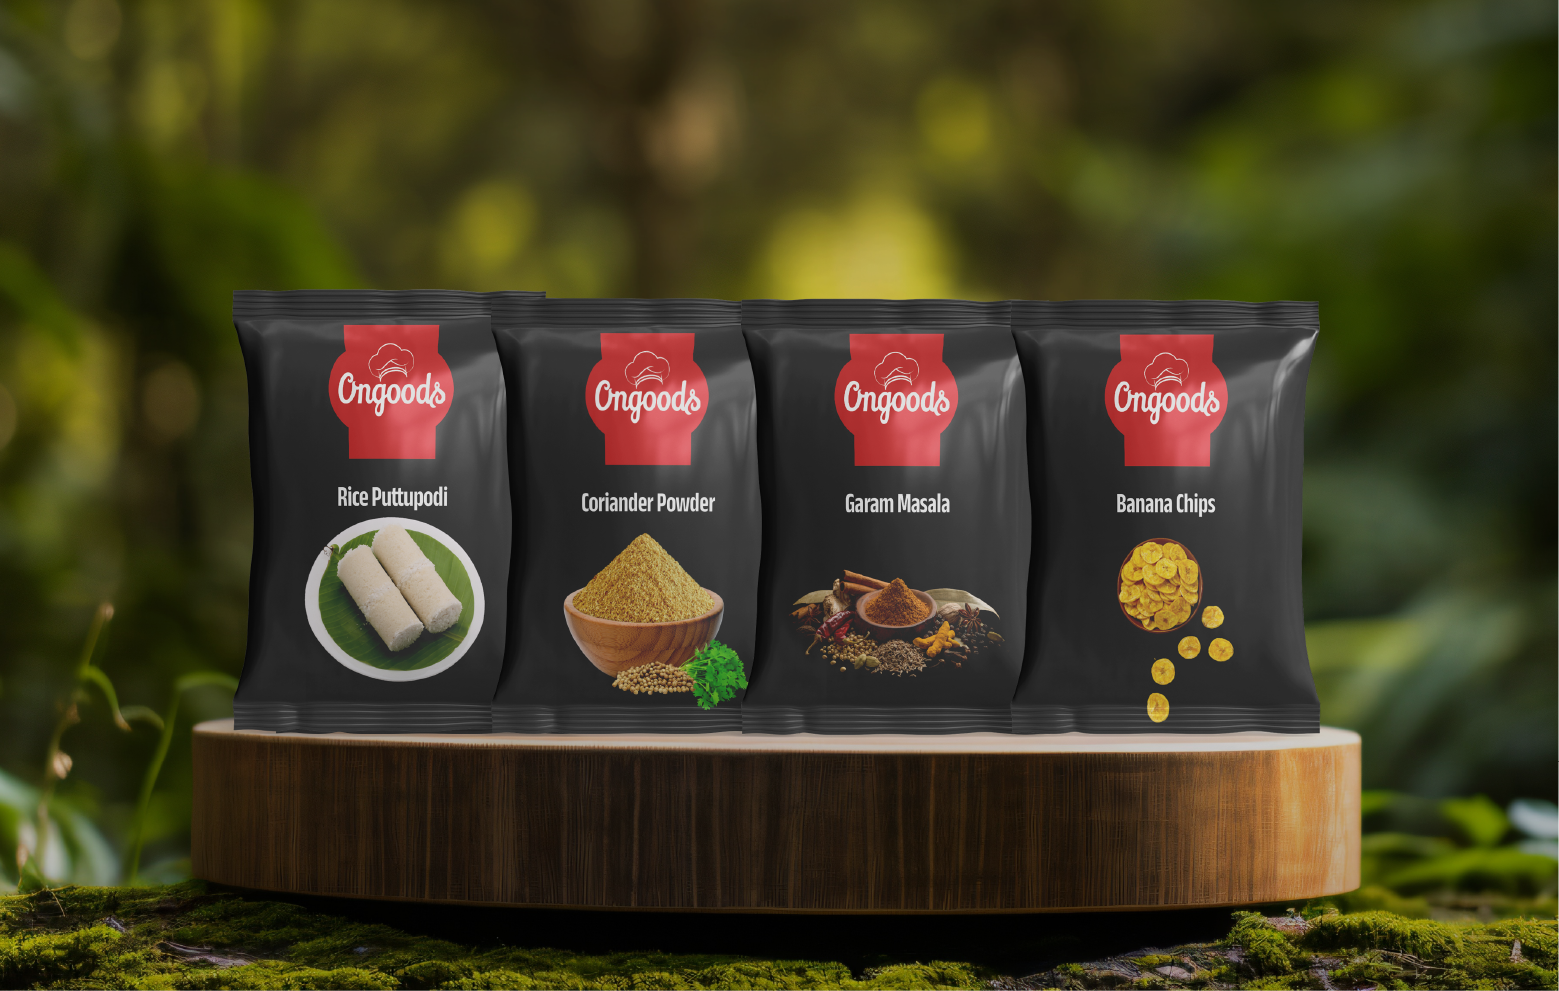 Ongoods
Rice Puttupodi
Ongoods
Coriander Powder
Ongoods
Garam Masala
Ongoods
Banana Chips